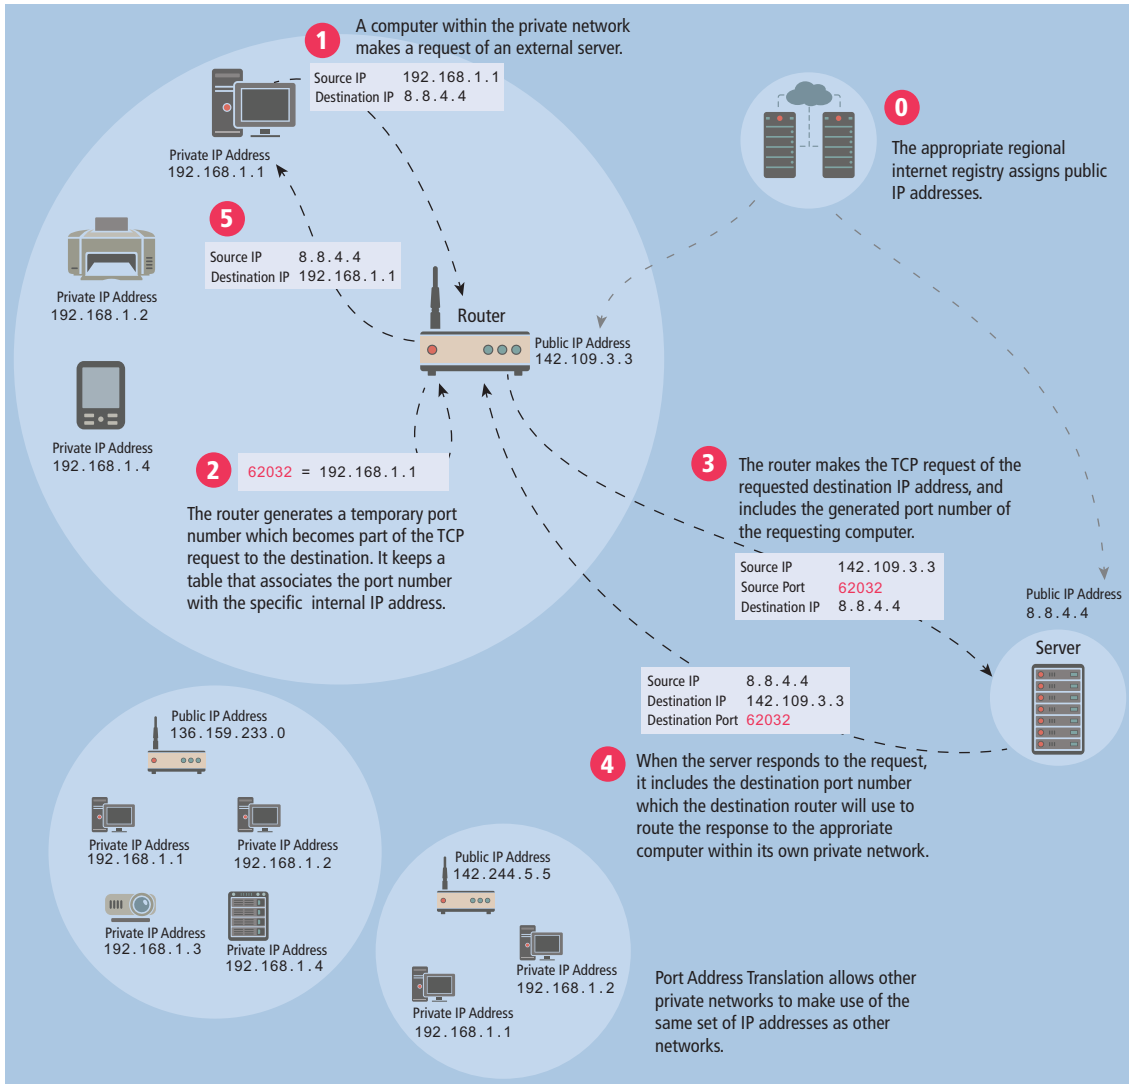 1
A computer within the private network
makes a request of an external server.
Source IP 192.168.1.1
Destination IP 8.8.4.4
Private IP Address
192.168.1.1
0
The appropriate regional
internet registry assigns public
IP addresses.
5
Source IP 8.8.4.4
Destination IP 192.168.1.1
Private IP Address
192.168.1.2
Router
Public IP Address
142.109.3.3
Private IP Address
192.168.1.4
2
62032 = 192.168.1.1
The router generates a temporary port
number which becomes part of the TCP
request to the destination. It keeps a
table that associates the port number
with the specific internal IP address.
3
The router makes the TCP request of the
requested destination IP address, and
includes the generated port number of
the requesting computer.
Source IP 142.109.3.3
Source Port 62032
Destination IP 8.8.4.4
Public IP Address
8.8.4.4
Server
Source IP 8.8.4.4
Destination IP 142.109.3.3
Destination Port 62032
4
When the server responds to the request,
it includes the destination port number
which the destination router will use to
route the response to the approriate
computer within its own private network.
Public IP Address
136.159.233.0
Private IP Address
192.168.1.1
Private IP Address
192.168.1.2
Private IP Address
192.168.1.3
Private IP Address
192.168.1.4
Public IP Address
142.244.5.5
Private IP Address
192.168.1.2
Private IP Address
192.168.1.1
Port Address Translation allows other
private networks to make use of the
same set of IP addresses as other
networks.